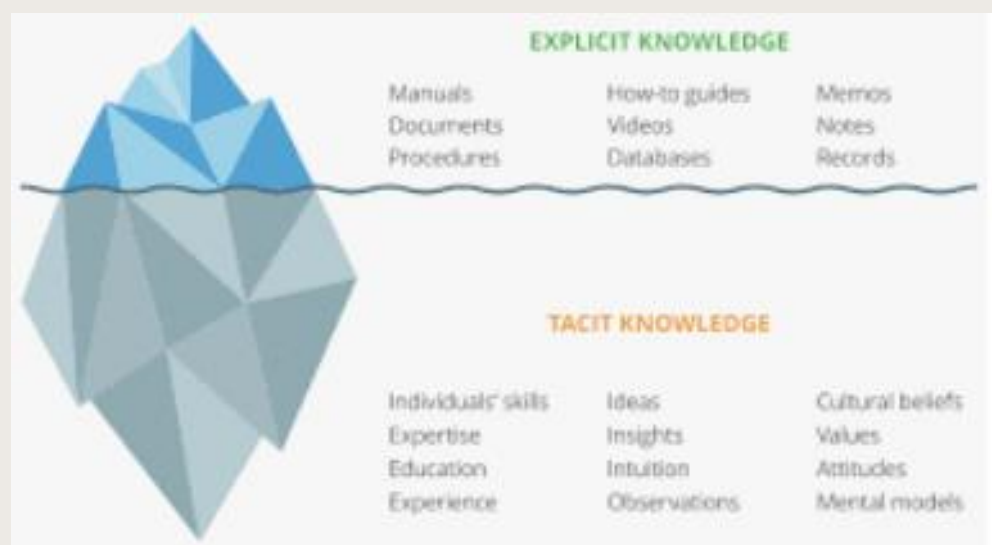 EXPLICIT KNOWLEDGE
Manuals How-to guides Memos
Documents Videos Notes
Procedures Databases Records
TACIT KNOWLEDGE
Individuals' skills Ideas Cultural beliefs
Expertise Insights Values
Education Intuition Attitudes
Experience Observations Mental models